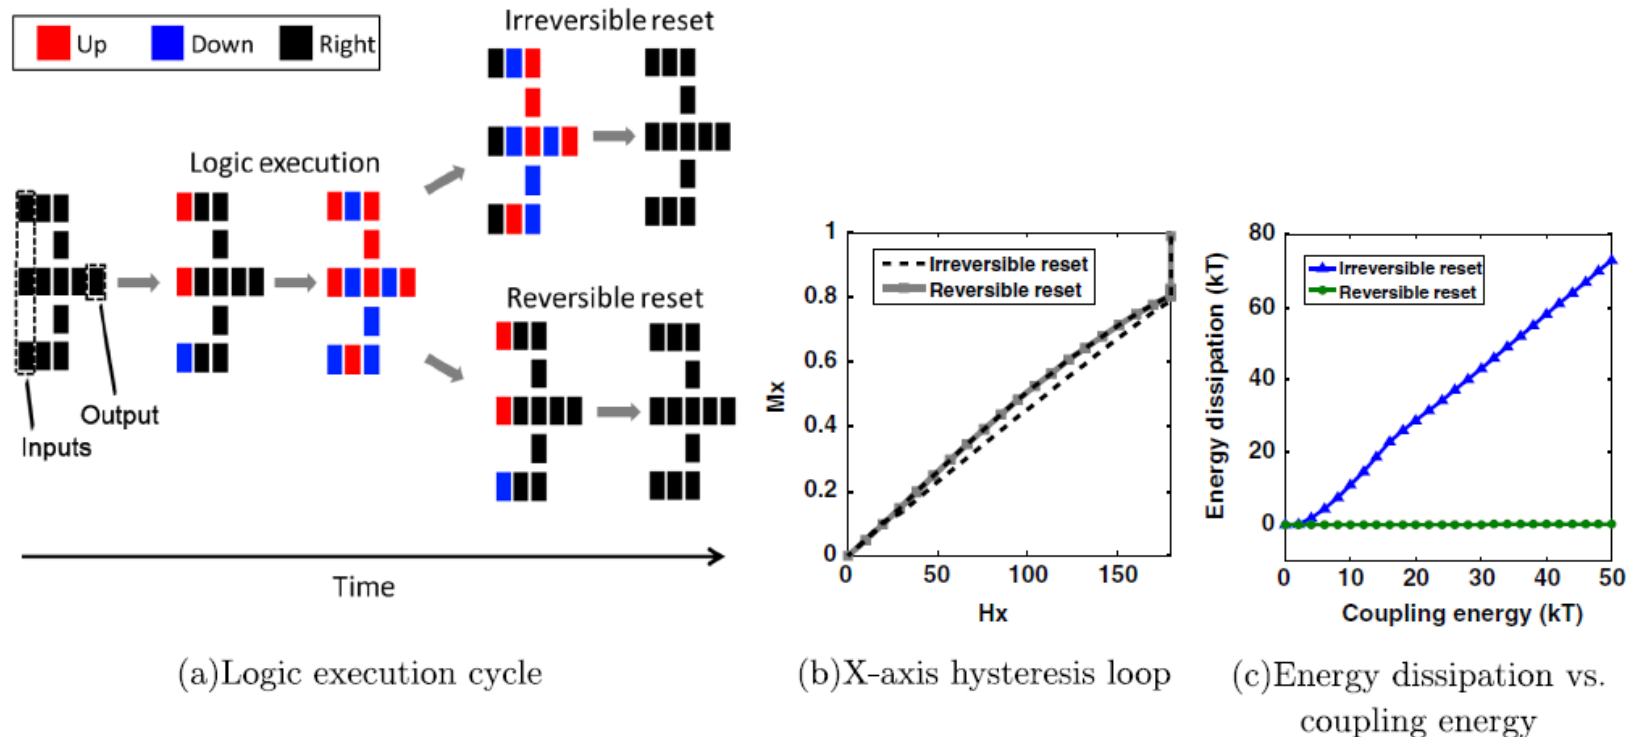 Up
Down
Right
Irreversible reset
Logic execution
Reversible reset
Inputs
Output
Time
(a)Logic execution cycle
1
0.8
0.6
0.4
0.2
0
Mx
Irreversible reset
Reversible reset
0
50
100
150
Hx
(b)X-axis hysteresis loop
80
60
40
20
0
Energy dissipation (kT)
Irreversible reset
Reversible reset
0
10
20
30
40
50
Coupling energy (kT)
(c)Energy dissipation vs.
coupling energy